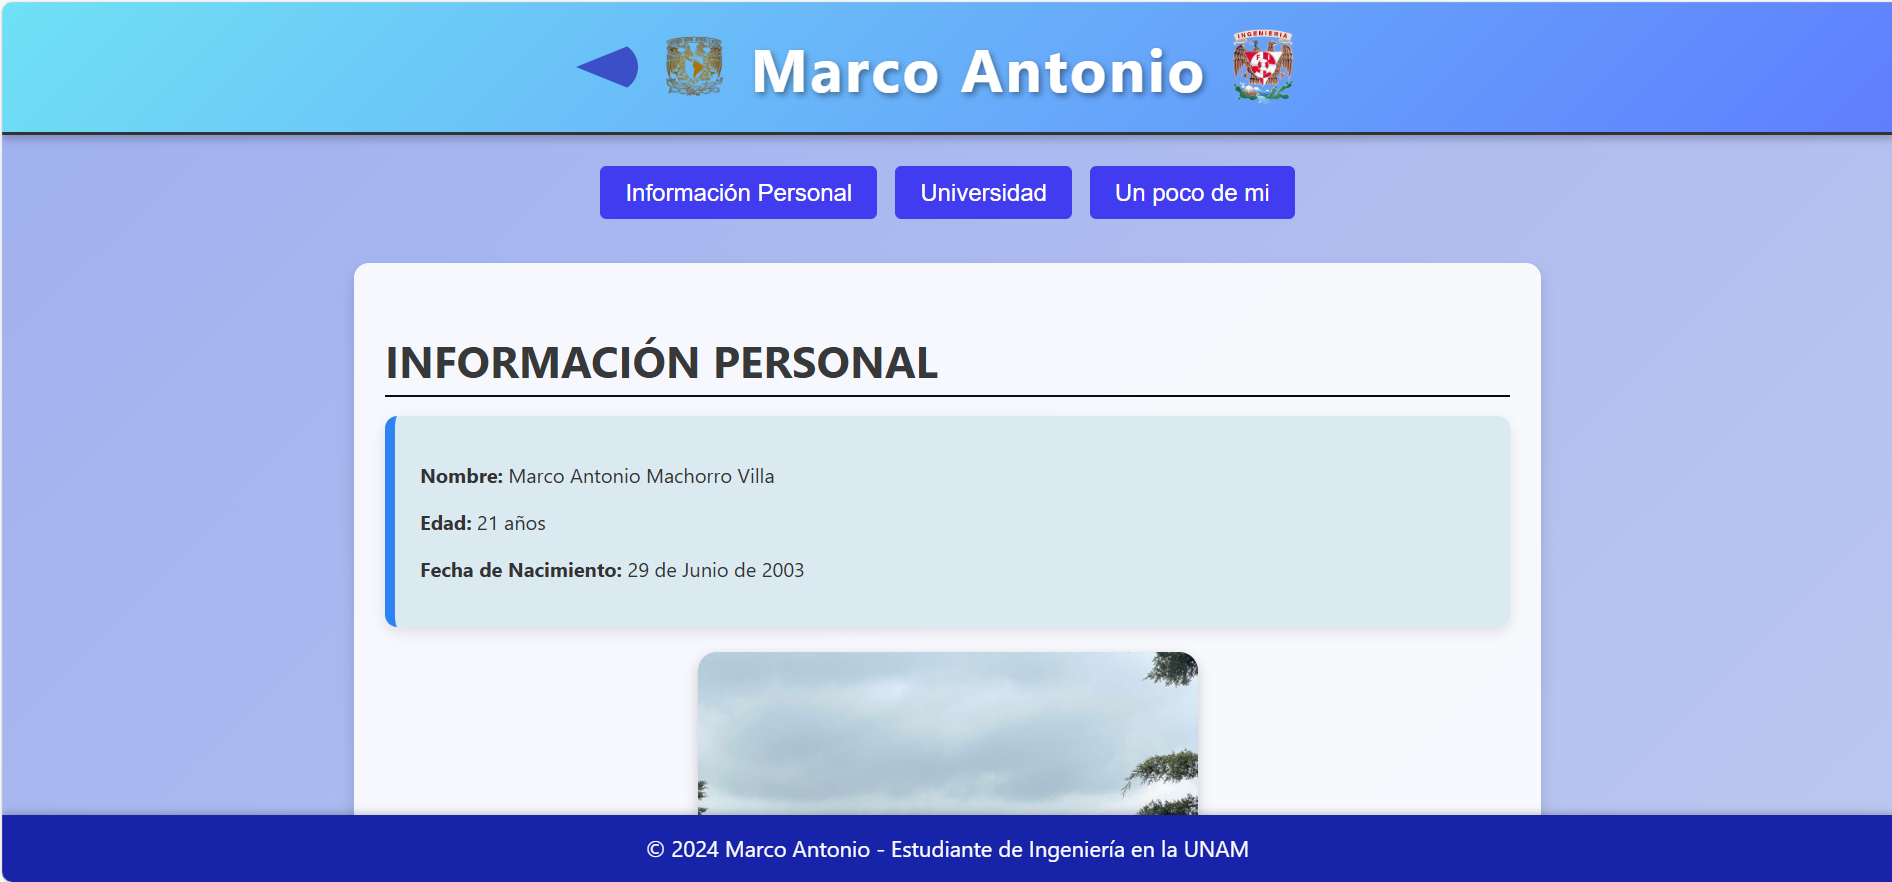 Marco Antonio
INGENIERIA
Información Personal
Universidad
Un poco de mi
INFORMACIÓN PERSONAL
Nombre: Marco Antonio Machorro Villa
Edad: 21 años
Fecha de Nacimiento: 29 de Junio de 2003
© 2024 Marco Antonio - Estudiante de Ingeniería en la UNAM